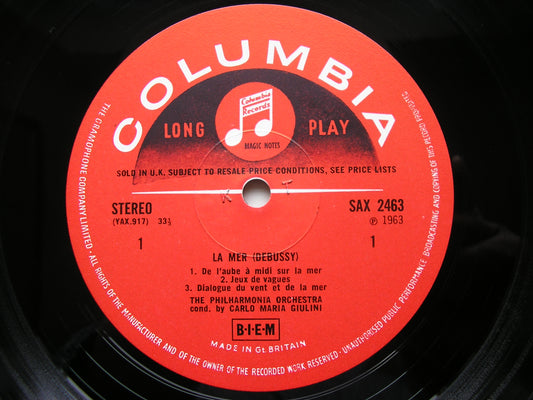 COLUMBIA
Columbia
Records
MAGIC NOTES
LONG PLAY
SOLD IN U.K. SUBJECT TO RESALE PRICE CONDITIONS, SEE PRICE LISTS
K T
STEREO SAX 2463
(YAX.917) 33⅓ ℗ 1963
1 1
LA MER (DEBUSSY)
1. De l'aube à midi sur la mer
2. Jeux de vagues
3. Dialogue du vent et de la mer
THE PHILHARMONIA ORCHESTRA
cond. by CARLO MARIA GIULINI
B·I·E·M
MADE IN Gt. BRITAIN
THE GRAMOPHONE COMPANY LIMITED · ALL RIGHTS OF THE MANUFACTURER AND OF THE OWNER OF THE RECORDED WORK RESERVED · UNAUTHORISED PUBLIC PERFORMANCE BROADCASTING AND COPYING OF THIS RECORD PROHIBITED